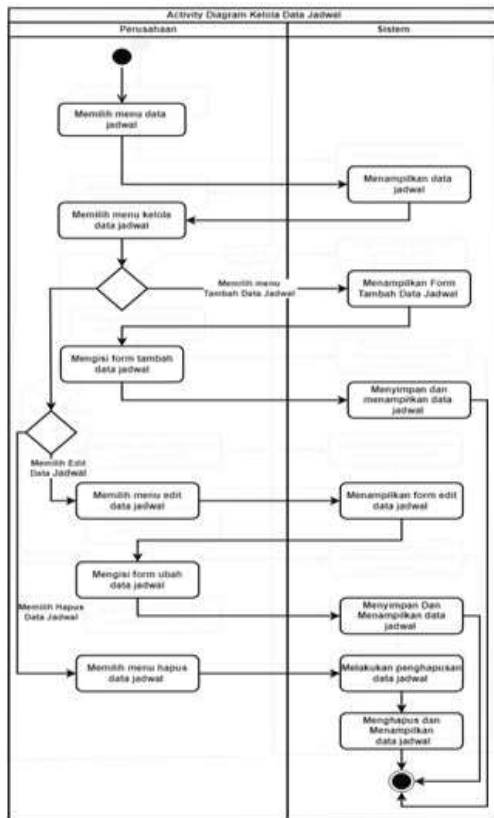 Activity Diagram Kelola Data Jadwal
Perusahaan
Sistem
Memilih menu data
jadwal
Menampilkan data
jadwal
Memilih menu kelola
data jadwal
Memilih menu
Tambah Data Jadwal
Menampilkan Form
Tambah Data Jadwal
Mengisi form tambah
data jadwal
Menyimpan dan
menampilkan data
jadwal
Memilih Edit
Data Jadwal
Memilih menu edit
data jadwal
Menampilkan form edit
data jadwal
Mengisi form ubah
data jadwal
Memilih Hapus
Data Jadwal
Menyimpan Dan
Menampilkan data
jadwal
Memilih menu hapus
data jadwal
Melakukan penghapusan
data jadwal
Menghapus dan
Menampilkan
data jadwal